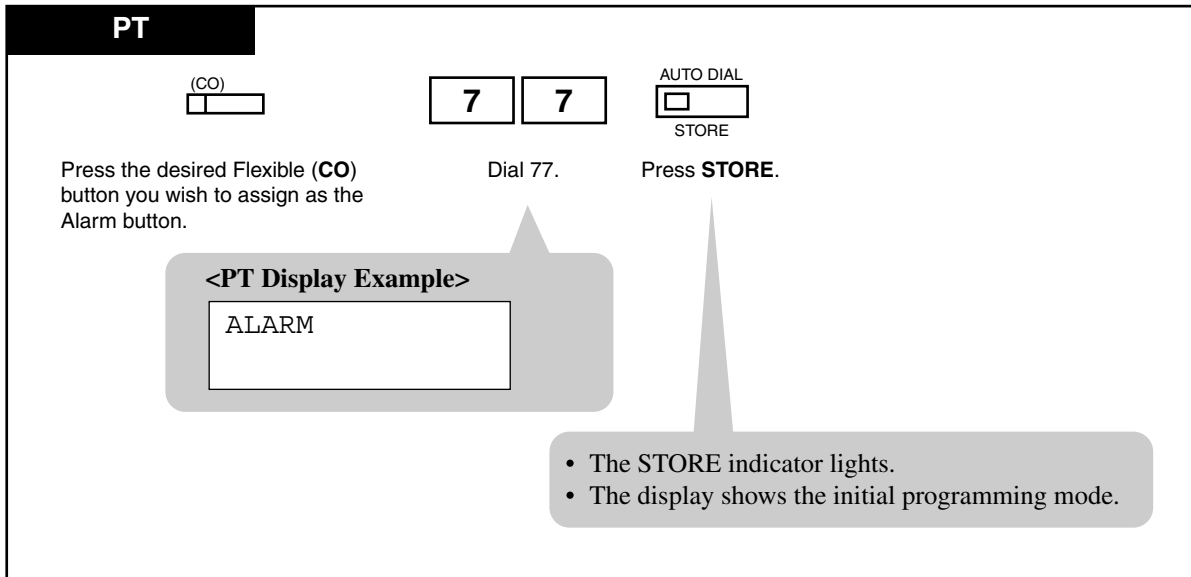 PT
(CO)
7 7
AUTO DIAL
STORE
Press the desired Flexible (CO)
button you wish to assign as the
Alarm button.
Dial 77.
Press STORE.
<PT Display Example>
ALARM
• The STORE indicator lights.
• The display shows the initial programming mode.